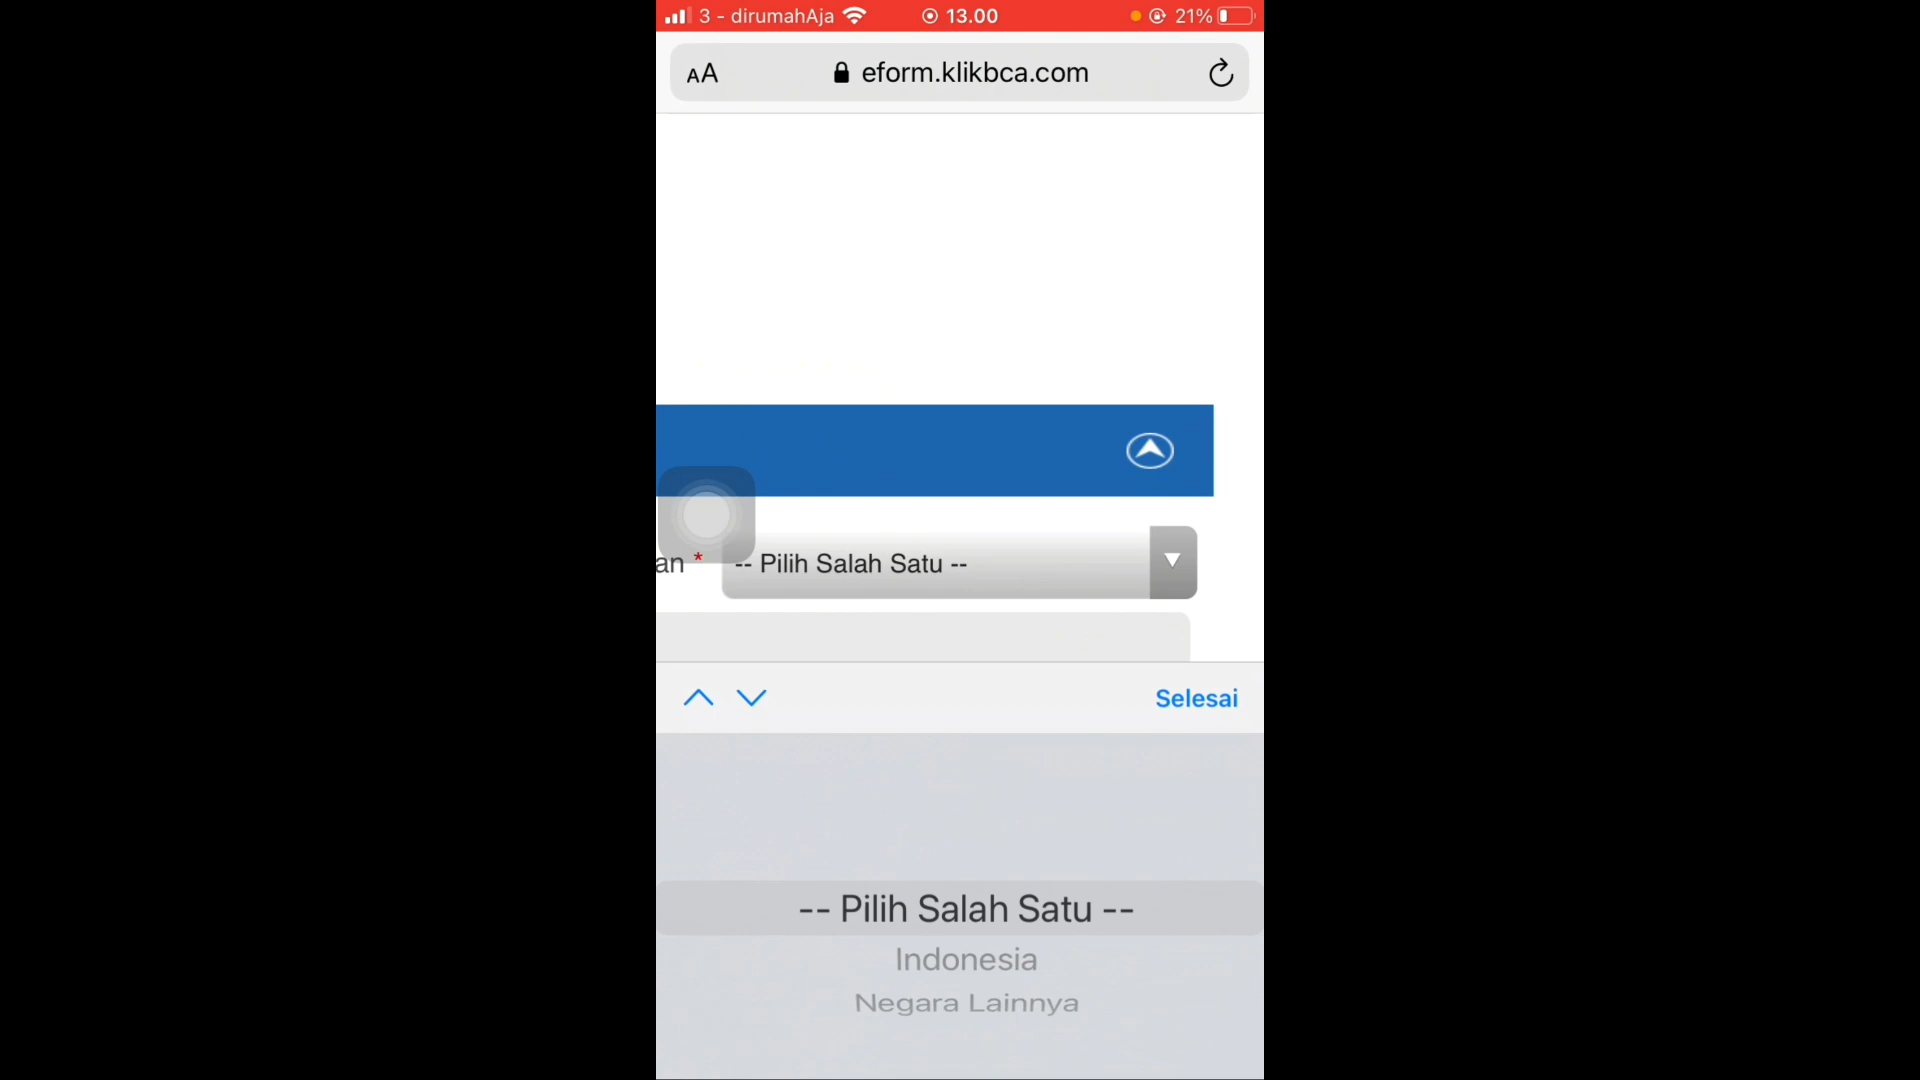 3 - dirumahAja
13.00
21%
AA
eform.klikbca.com
an *
-- Pilih Salah Satu --
Selesai
-- Pilih Salah Satu --
Indonesia
Negara Lainnya